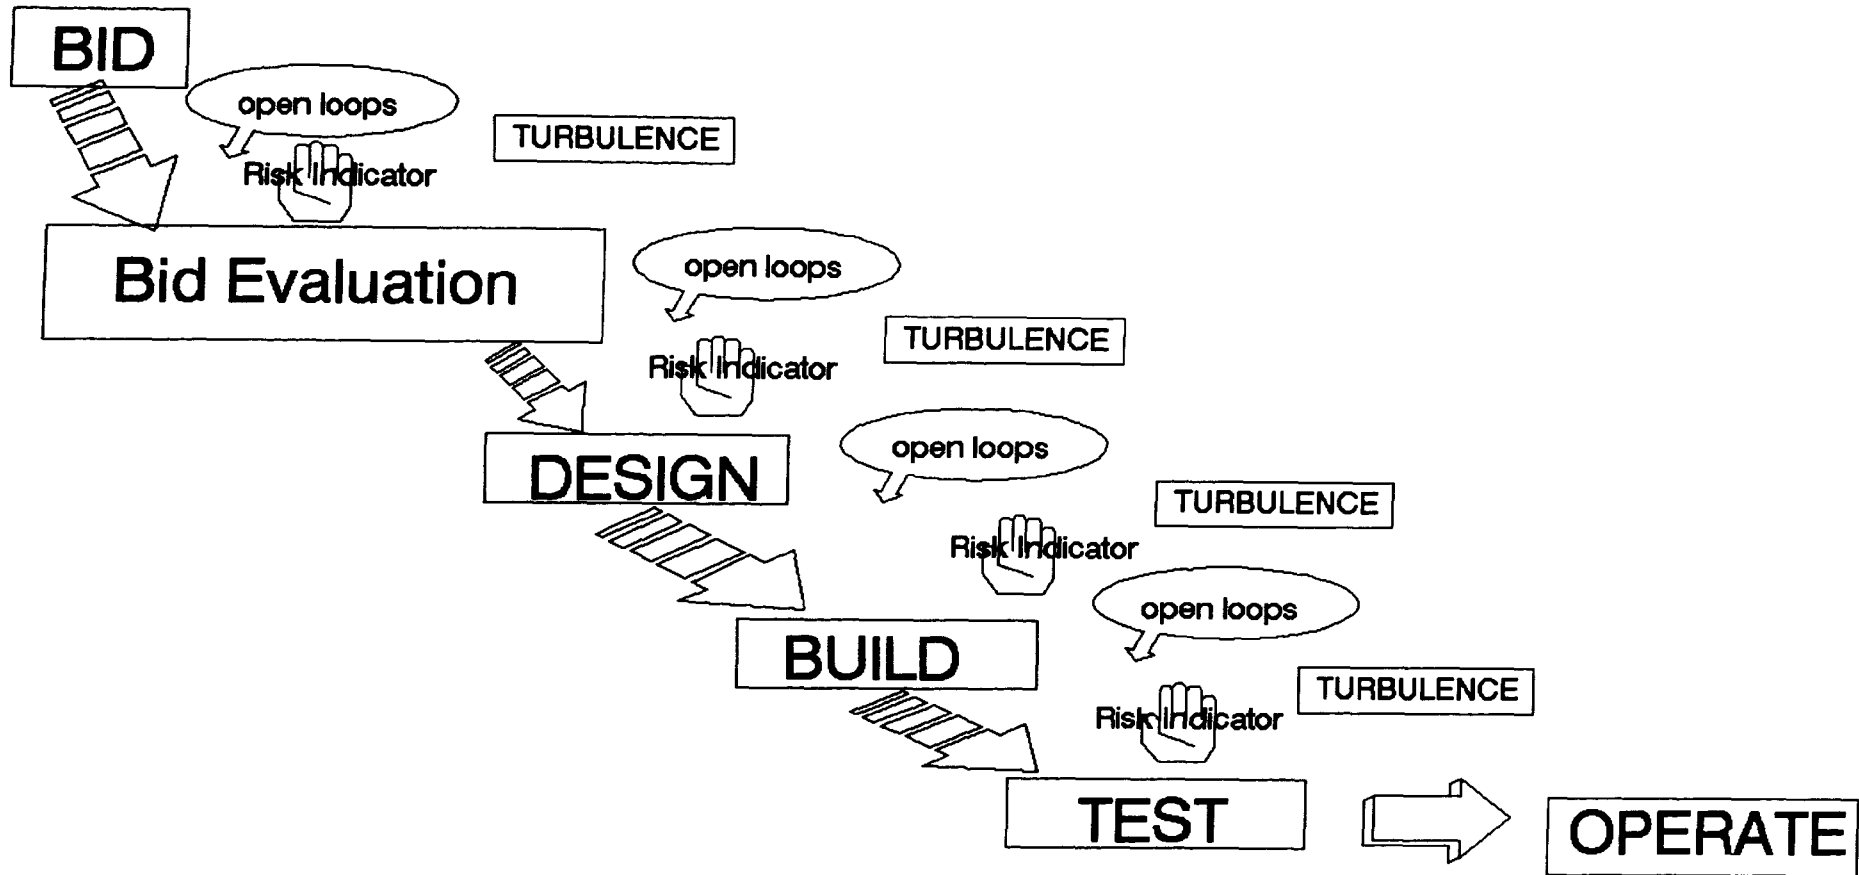 BID
open loops
TURBULENCE
Risk Indicator
Bid Evaluation
open loops
TURBULENCE
Risk Indicator
open loops
DESIGN
TURBULENCE
Risk Indicator
open loops
BUILD
TURBULENCE
Risk Indicator
TEST
OPERATE